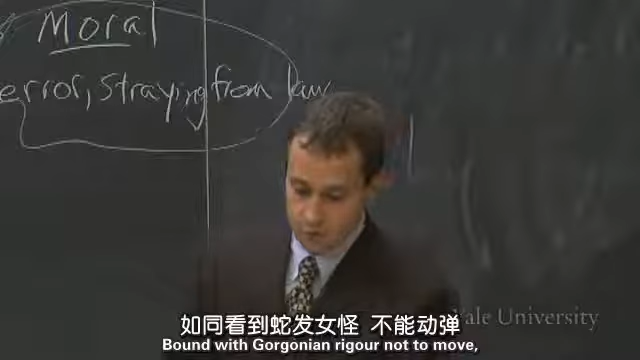 Moral
error, straying from law
Yale University
如同看到蛇发女怪 不能动弹
Bound with Gorgonian rigour not to move,